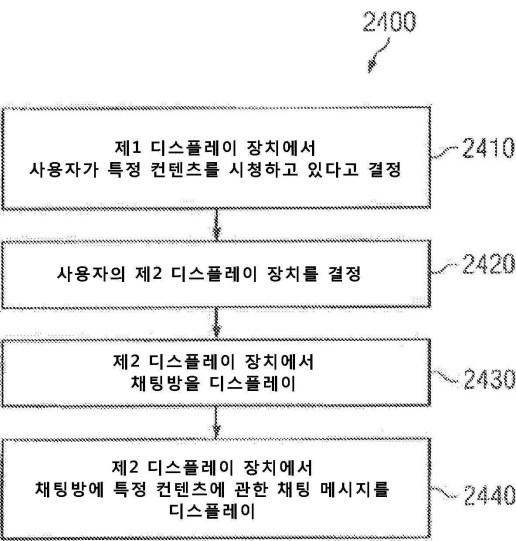 2400
제1 디스플레이 장치에서
사용자가 특정 컨텐츠를 시청하고 있다고 결정
2410
사용자의 제2 디스플레이 장치를 결정
2420
제2 디스플레이 장치에서
채팅방을 디스플레이
2430
제2 디스플레이 장치에서
채팅방에 특정 컨텐츠에 관한 채팅 메시지를
디스플레이
2440